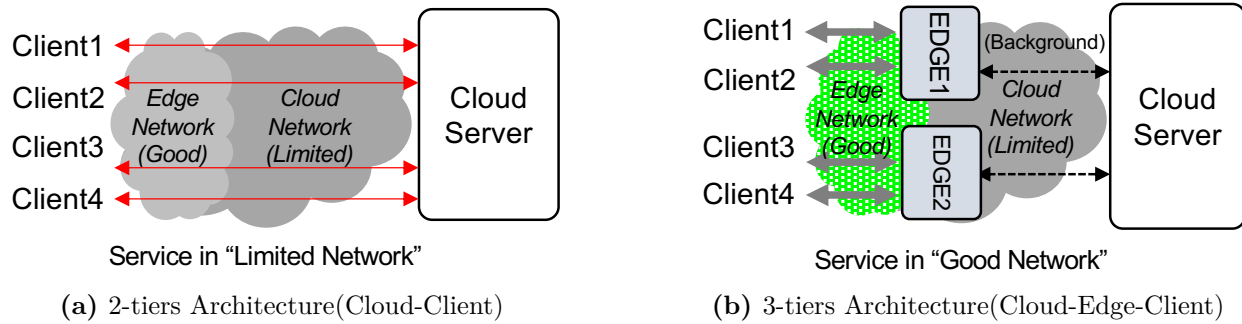 Client1
Client2
Client3
Client4
Edge
Network
(Good)
Cloud
Network
(Limited)
Cloud
Server
Service in “Limited Network”
(a) 2-tiers Architecture(Cloud-Client)
Client1
Client2
Client3
Client4
Edge
Network
(Good)
EDGE1
EDGE2
(Background)
Cloud
Network
(Limited)
Cloud
Server
Service in “Good Network”
(b) 3-tiers Architecture(Cloud-Edge-Client)